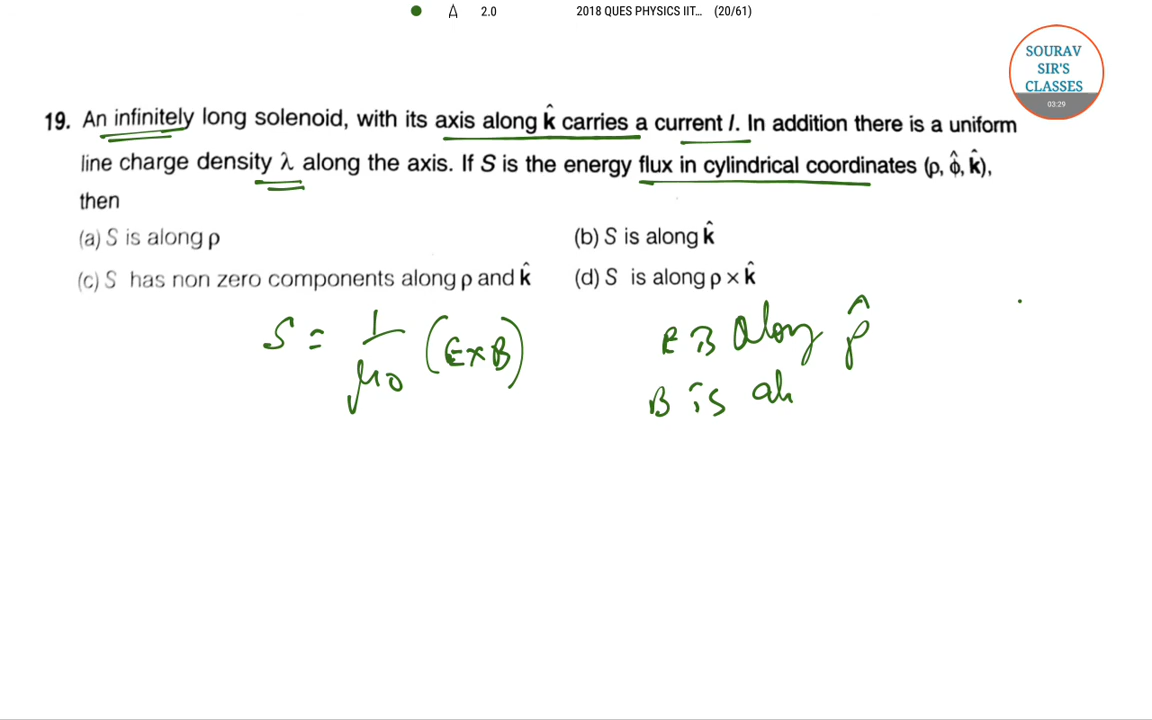 2.0 2018 QUES PHYSICS IIT... (20/61)
SOURAV
SIR'S
CLASSES
03:29
19. An infinitely long solenoid, with its axis along k̂ carries a current I. In addition there is a uniform
line charge density λ along the axis. If S is the energy flux in cylindrical coordinates (ρ, φ̂, k̂),
then
(a) S is along ρ
(b) S is along k̂
(c) S has non zero components along ρ and k̂
(d) S is along ρ × k̂
S = 1/μ0 (E×B)
E is along ρ̂
B is al